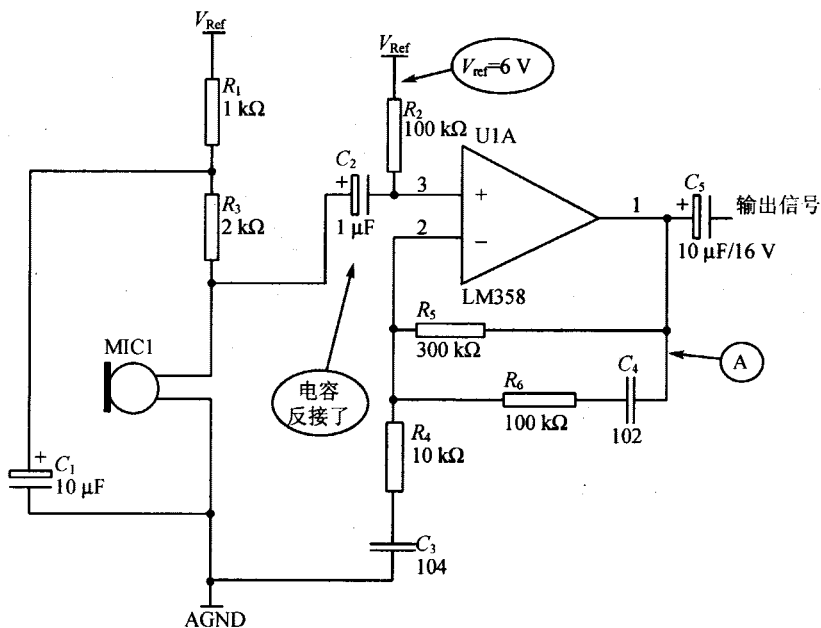 V_Ref
R₁
1 kΩ
R₃
2 kΩ
MIC1
C₁
+
10 μF
AGND
C₂
+
1 μF
电容
反接了
V_Ref
V_ref=6 V
R₂
100 kΩ
U1A
3
+
2
−
1
LM358
C₅
+
10 μF/16 V
输出信号
R₅
300 kΩ
A
R₆
100 kΩ
C₄
102
R₄
10 kΩ
C₃
104